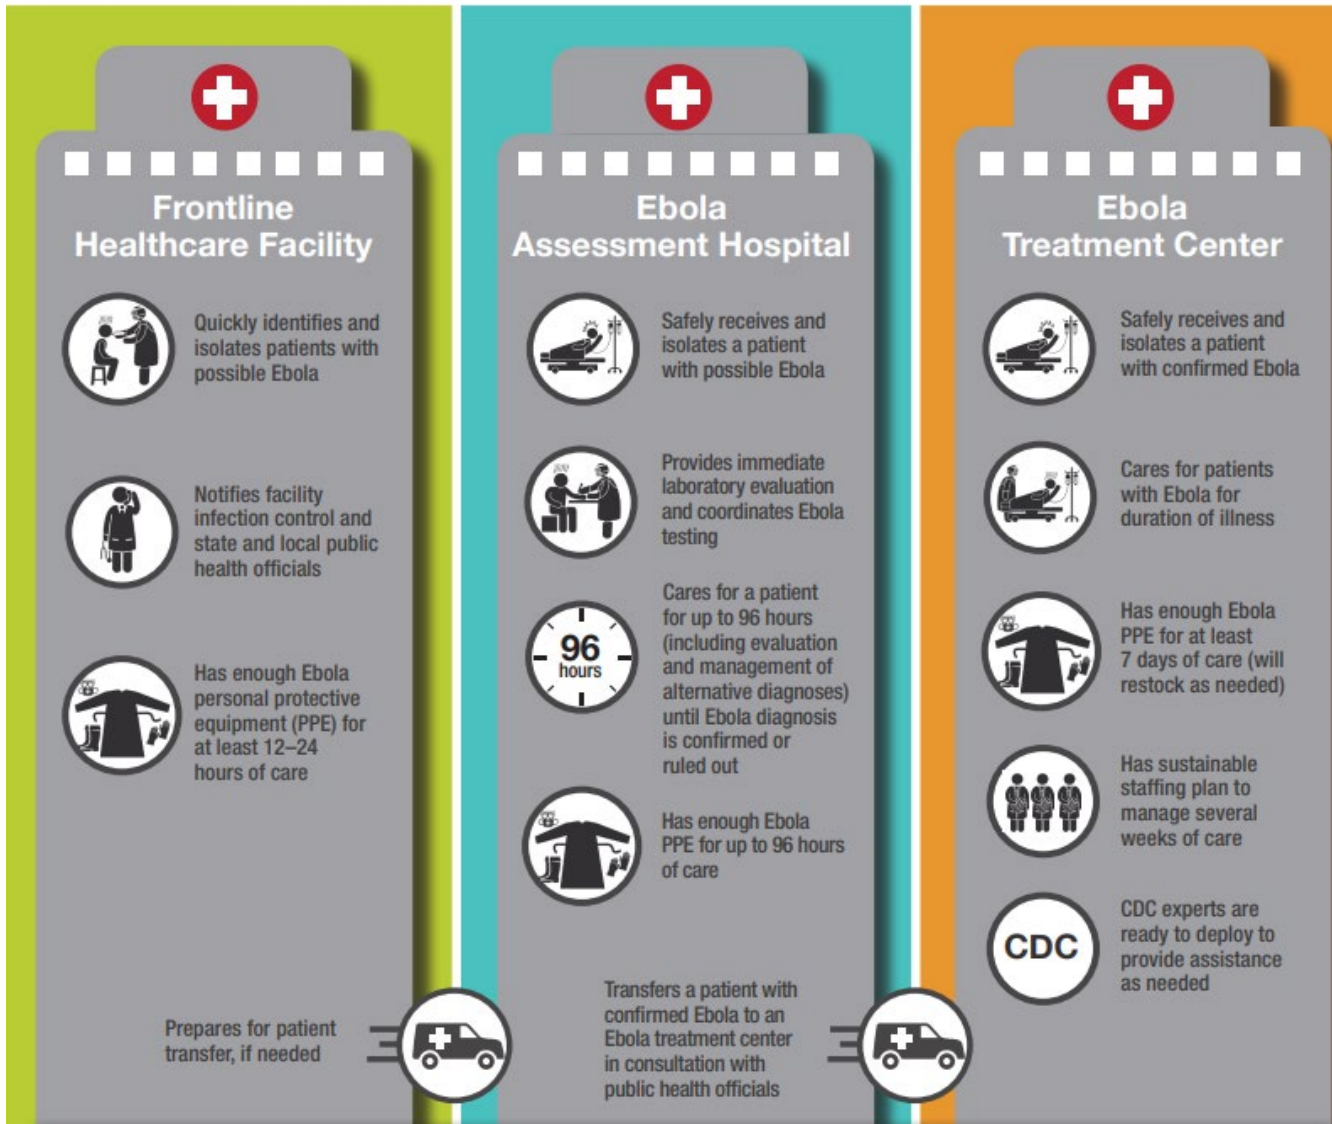 Frontline
Healthcare Facility
Quickly identifies and
isolates patients with
possible Ebola
Notifies facility
infection control and
state and local public
health officials
Has enough Ebola
personal protective
equipment (PPE) for
at least 12–24
hours of care
Prepares for patient
transfer, if needed
Ebola
Assessment Hospital
Safely receives and
isolates a patient
with possible Ebola
Provides immediate
laboratory evaluation
and coordinates Ebola
testing
96
hours
Cares for a patient
for up to 96 hours
(including evaluation
and management of
alternative diagnoses)
until Ebola diagnosis
is confirmed or
ruled out
Has enough Ebola
PPE for up to 96 hours
of care
Transfers a patient with
confirmed Ebola to an
Ebola treatment center
in consultation with
public health officials
Ebola
Treatment Center
Safely receives and
isolates a patient
with confirmed Ebola
Cares for patients
with Ebola for
duration of illness
Has enough Ebola
PPE for at least
7 days of care (will
restock as needed)
Has sustainable
staffing plan to
manage several
weeks of care
CDC
CDC experts are
ready to deploy to
provide assistance
as needed